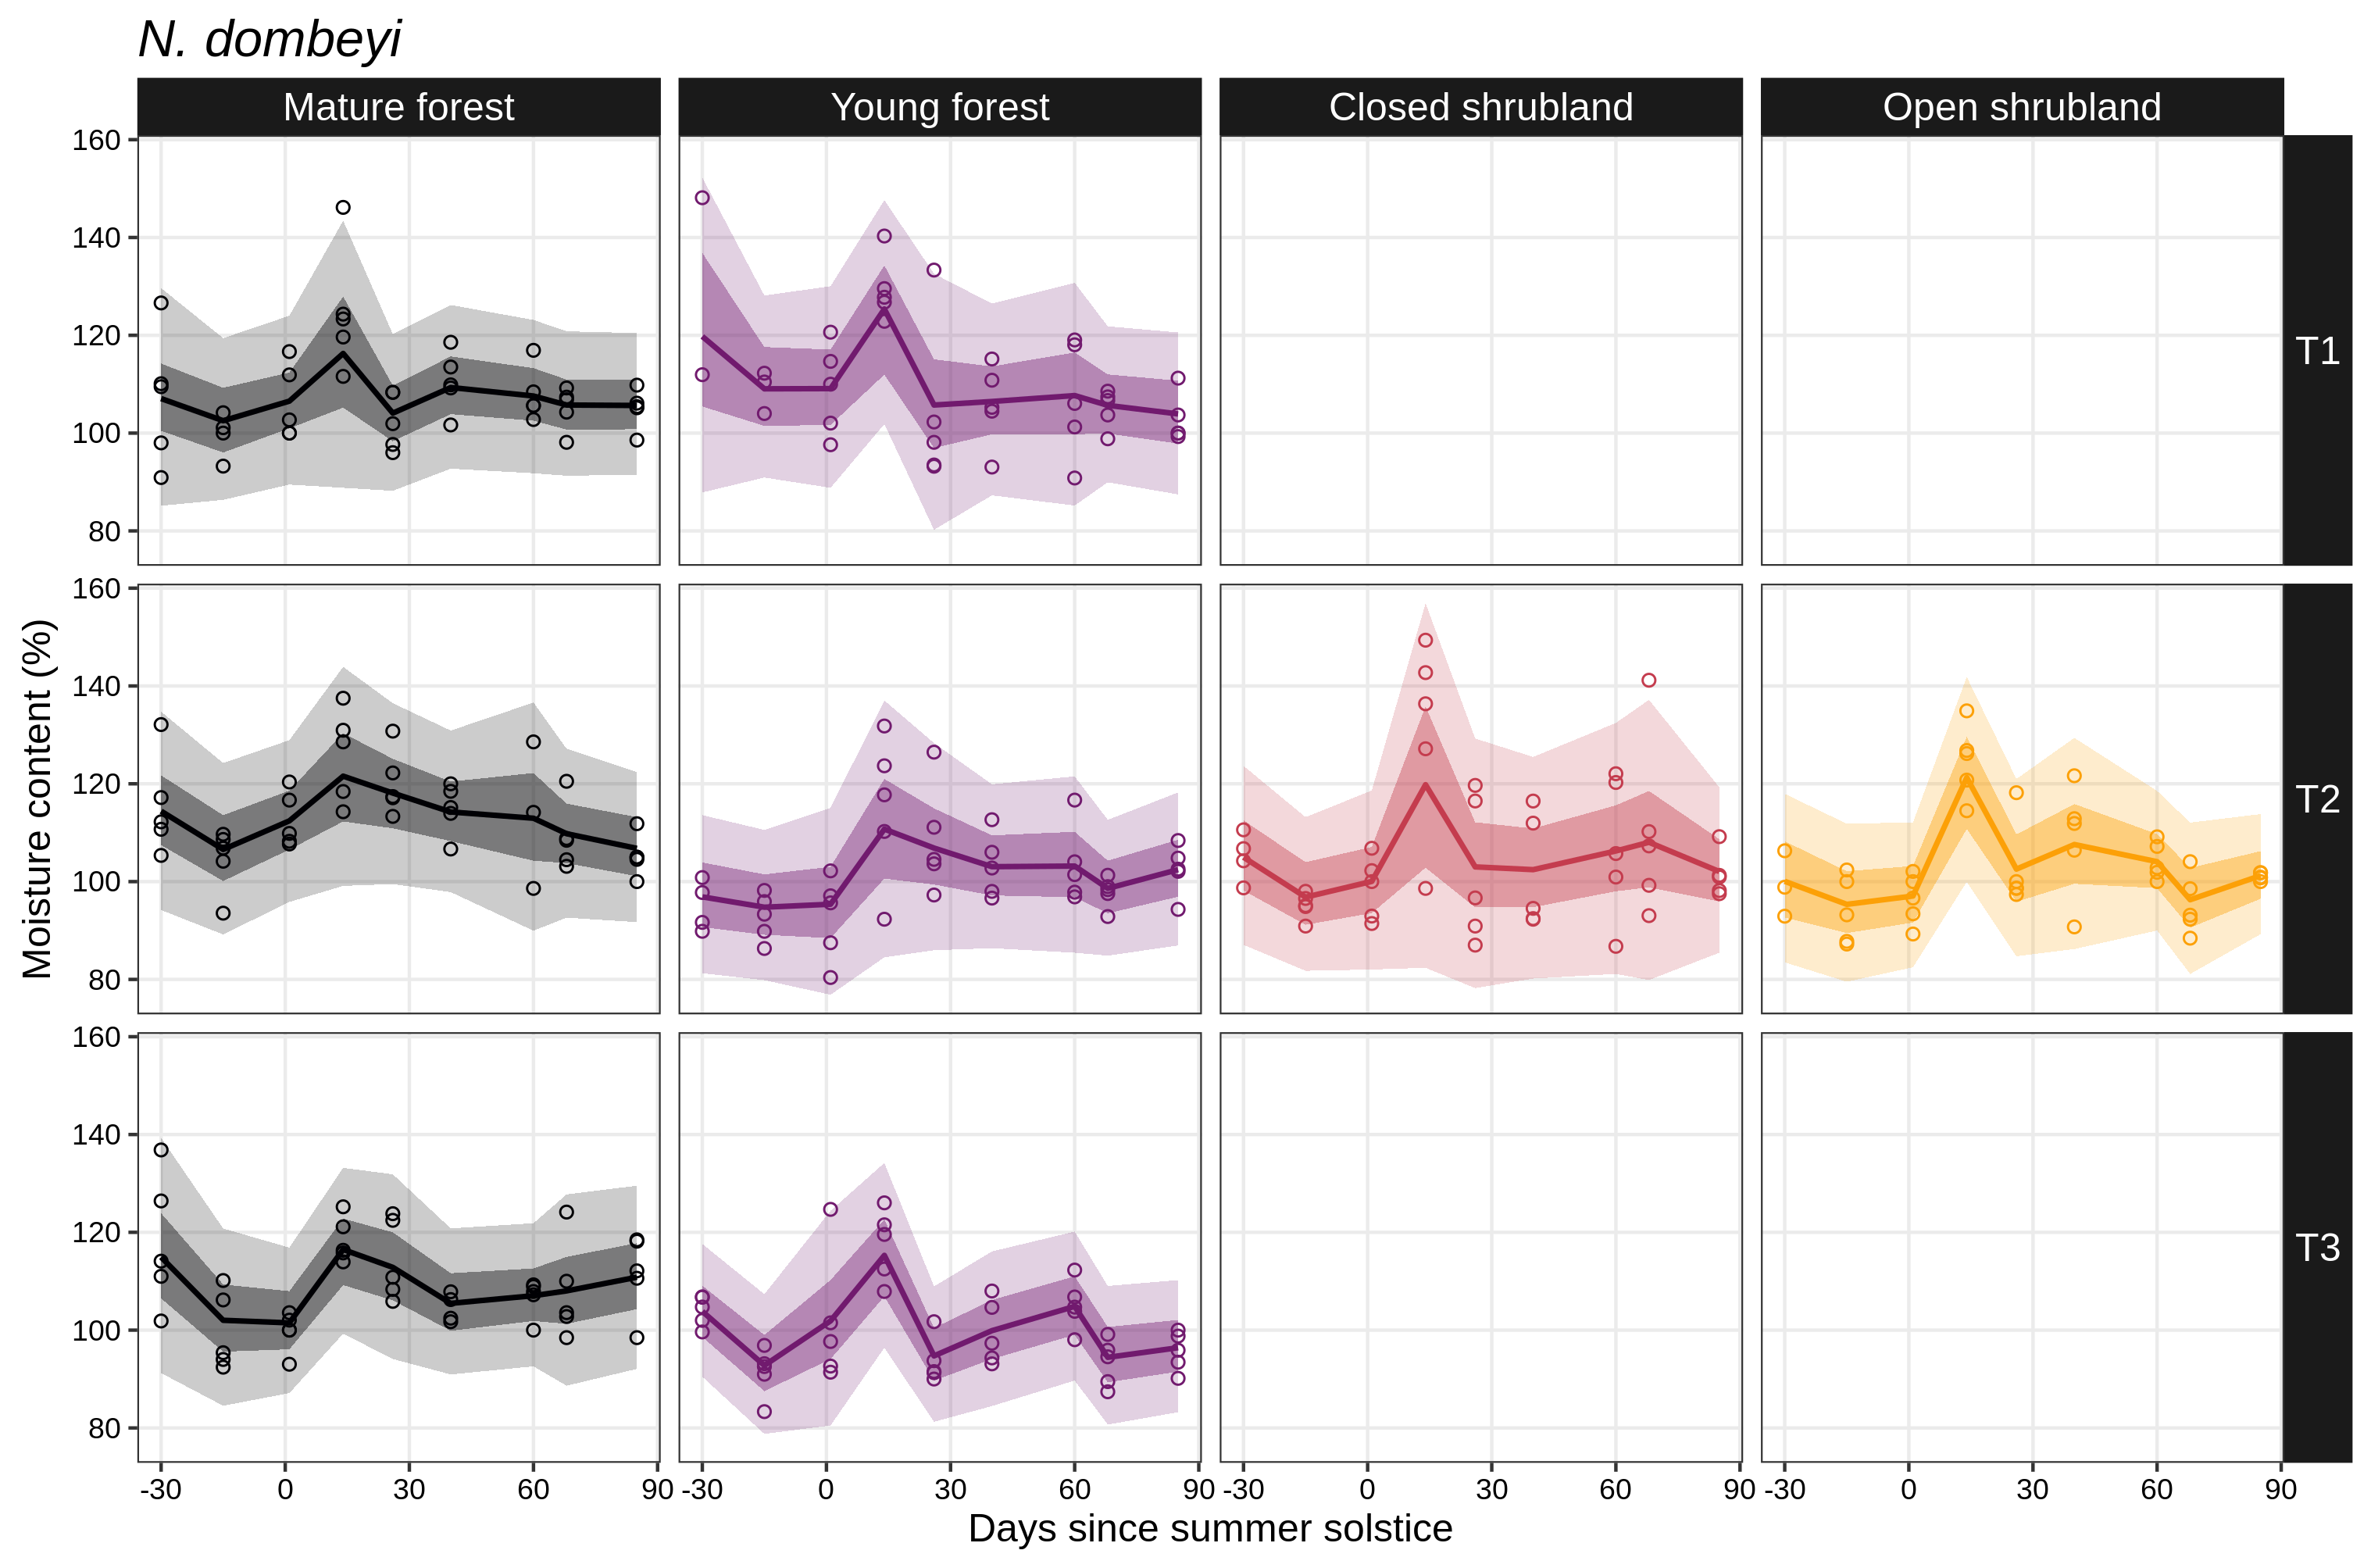 N. dombeyi
Mature forest
Young forest
Closed shrubland
Open shrubland
Moisture content (%)
160
140
120
100
80
T1
160
140
120
100
80
T2
160
140
120
100
80
T3
-30 0 30 60 90
-30 0 30 60 90
-30 0 30 60 90
-30 0 30 60 90
Days since summer solstice